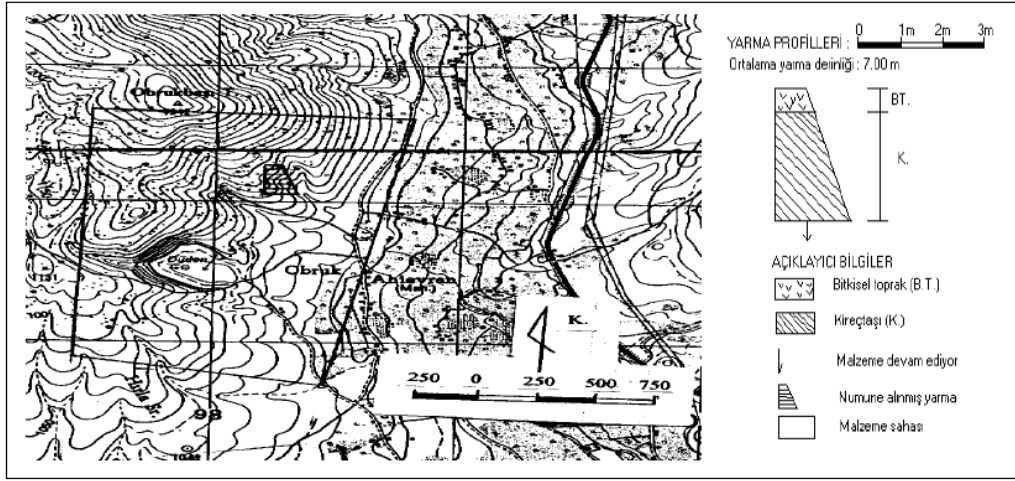 Obrukbaşı T.
Düden
Obruk
K.
250 0 250 500 750
98
1131
YARMA PROFİLLERİ : 0 1m 2m 3m
Ortalama yarma derinliği : 7.00 m
BT.
K.
AÇIKLAYICI BİLGİLER
Bitkisel toprak (B.T.)
Kireçtaşı (K.)
Malzeme devam ediyor
Numune alınmış yarma
Malzeme sahası